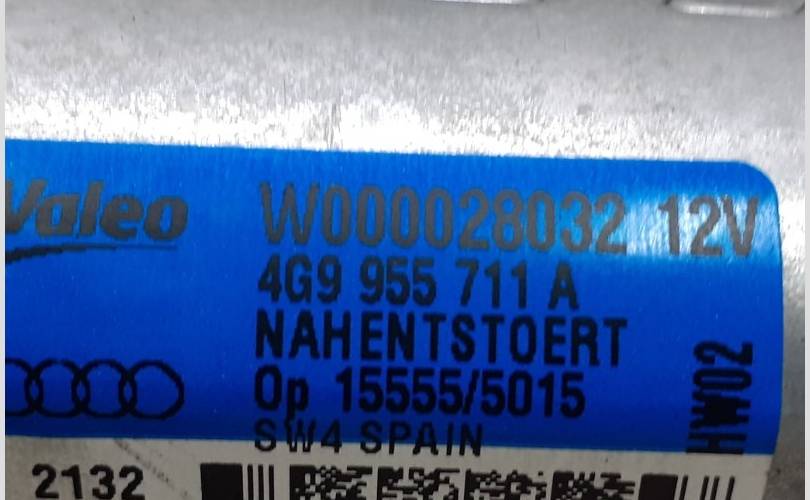 Valeo W000028032 12V
4G9 955 711 A
NAHENTSTOERT
Op 15555/5015
SW4 SPAIN
HW02
2132